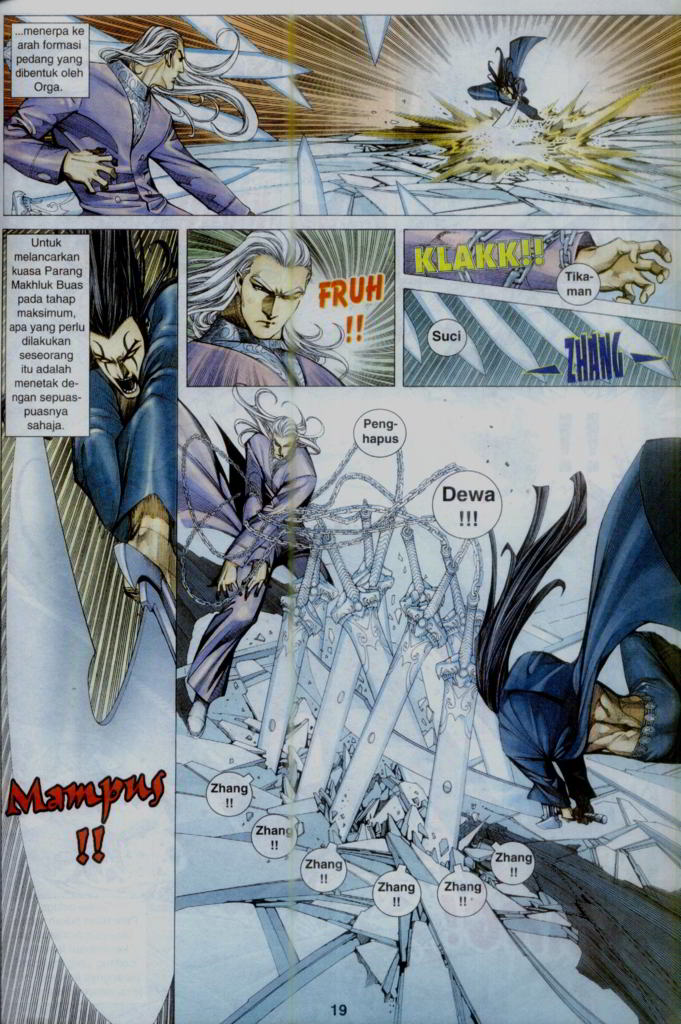 ...menerpa ke
arah formasi
pedang yang
dibentuk oleh
Orga.
Untuk
melancarkan
kuasa Parang
Makhluk Buas
pada tahap
maksimum,
apa yang perlu
dilakukan
seseorang
itu adalah
menetak de-
ngan sepuas-
puasnya
sahaja.
FRUH
!!
KLAKK!!
Tika-
man
Suci
ZHANG
Peng-
hapus
Dewa
!!!
Mampus
!!
Zhang
!!
Zhang
!!
Zhang
!!
Zhang
!!
Zhang
!!
Zhang
!!
19